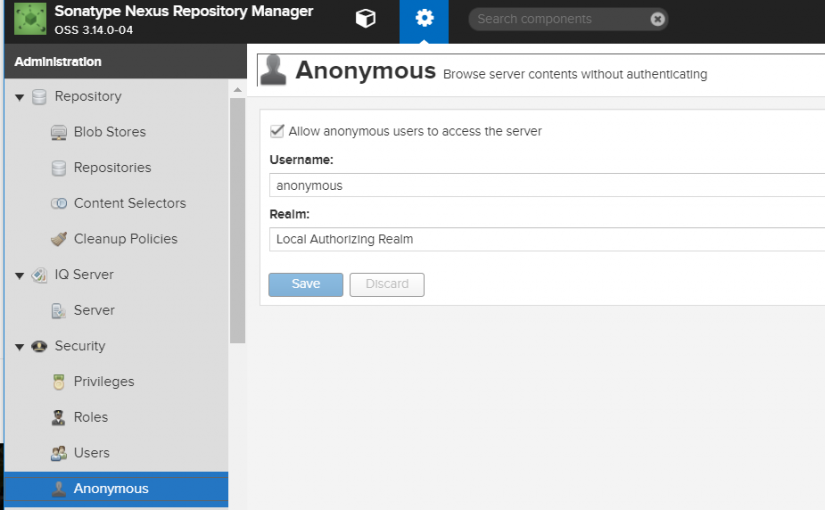 Sonatype Nexus Repository Manager
OSS 3.14.0-04
Search components
Administration
Anonymous Browse server contents without authenticating
Repository
Blob Stores
Repositories
Content Selectors
Cleanup Policies
IQ Server
Server
Security
Privileges
Roles
Users
Anonymous
Allow anonymous users to access the server
Username:
anonymous
Realm:
Local Authorizing Realm
Save Discard